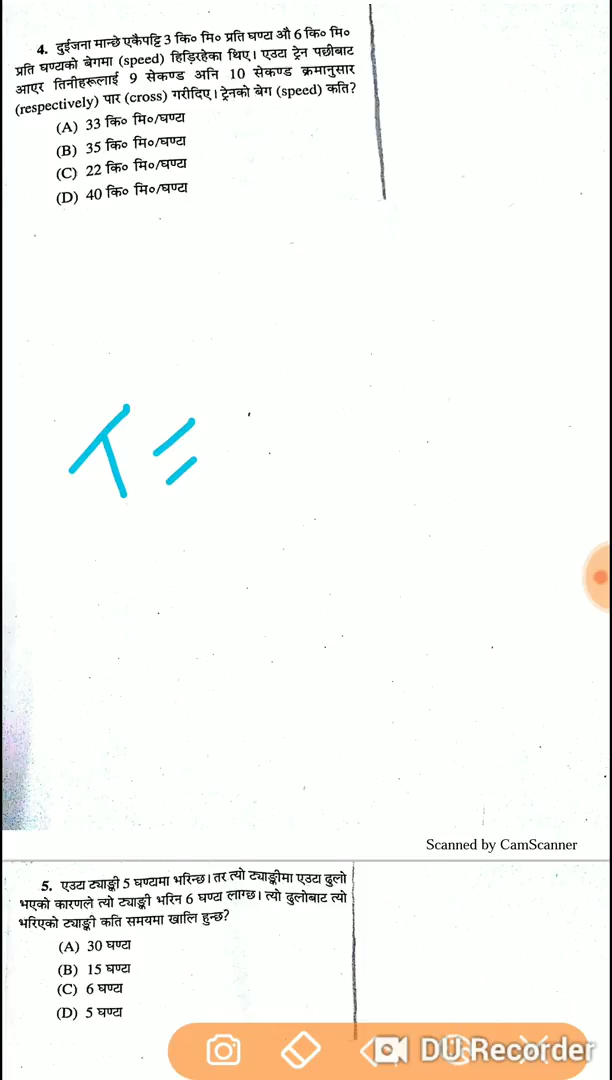 4. दुईजना मान्छे एकैपट्टि 3 कि० मि० प्रति घण्टा औ 6 कि० मि०
प्रति घण्टाको बेगमा (speed) हिड़िरहेका थिए। एउटा ट्रेन पछीबाट
आएर तिनीहरूलाई 9 सेकण्ड अनि 10 सेकण्ड क्रमानुसार
(respectively) पार (cross) गरीदिए। ट्रेनको बेग (speed) कति?
(A) 33 कि० मि०/घण्टा
(B) 35 कि० मि०/घण्टा
(C) 22 कि० मि०/घण्टा
(D) 40 कि० मि०/घण्टा
T =
Scanned by CamScanner
5. एउटा ट्याङ्की 5 घण्टामा भरिन्छ। तर त्यो ट्याङ्कीमा एउटा दुलो
भएको कारणले त्यो ट्याङ्की भरिन 6 घण्टा लाग्छ। त्यो दुलोबाट त्यो
भरिएको ट्याङ्की कति समयमा खालि हुन्छ?
(A) 30 घण्टा
(B) 15 घण्टा
(C) 6 घण्टा
(D) 5 घण्टा
DU Recorder